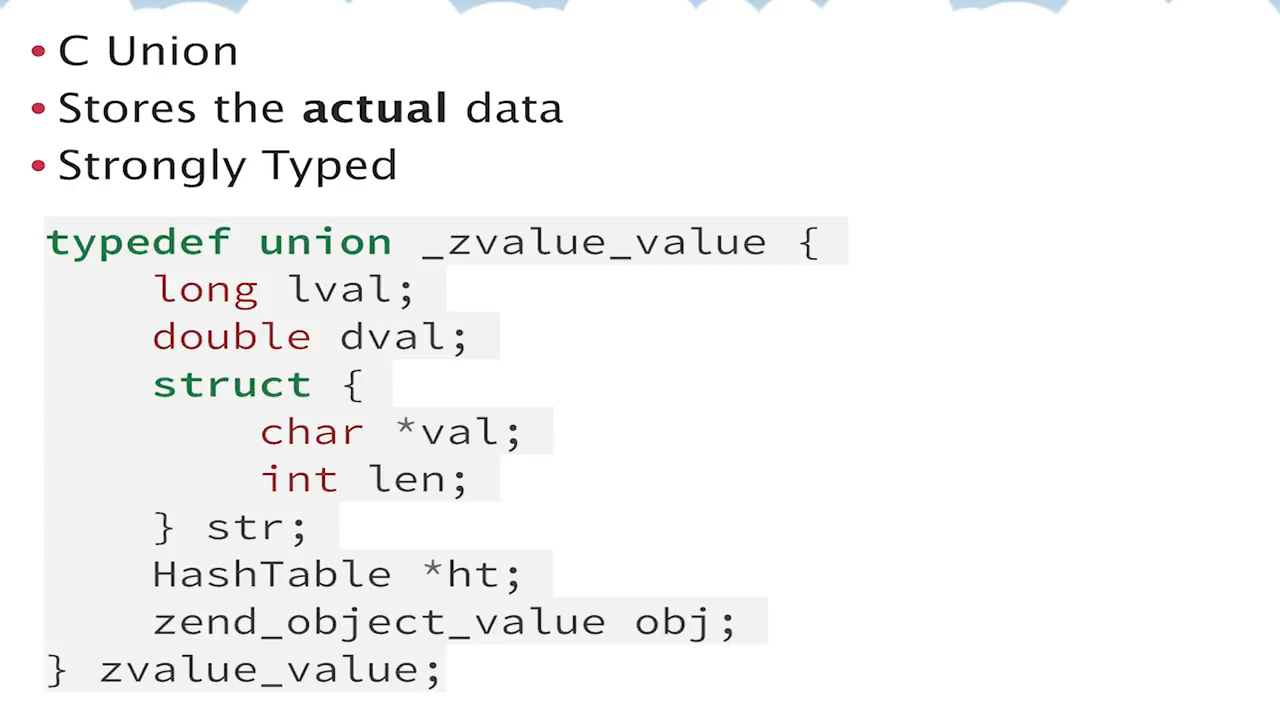 • C Union
• Stores the actual data
• Strongly Typed
typedef union _zvalue_value {
     long lval;
     double dval;
     struct {
          char *val;
          int len;
     } str;
     HashTable *ht;
     zend_object_value obj;
} zvalue_value;